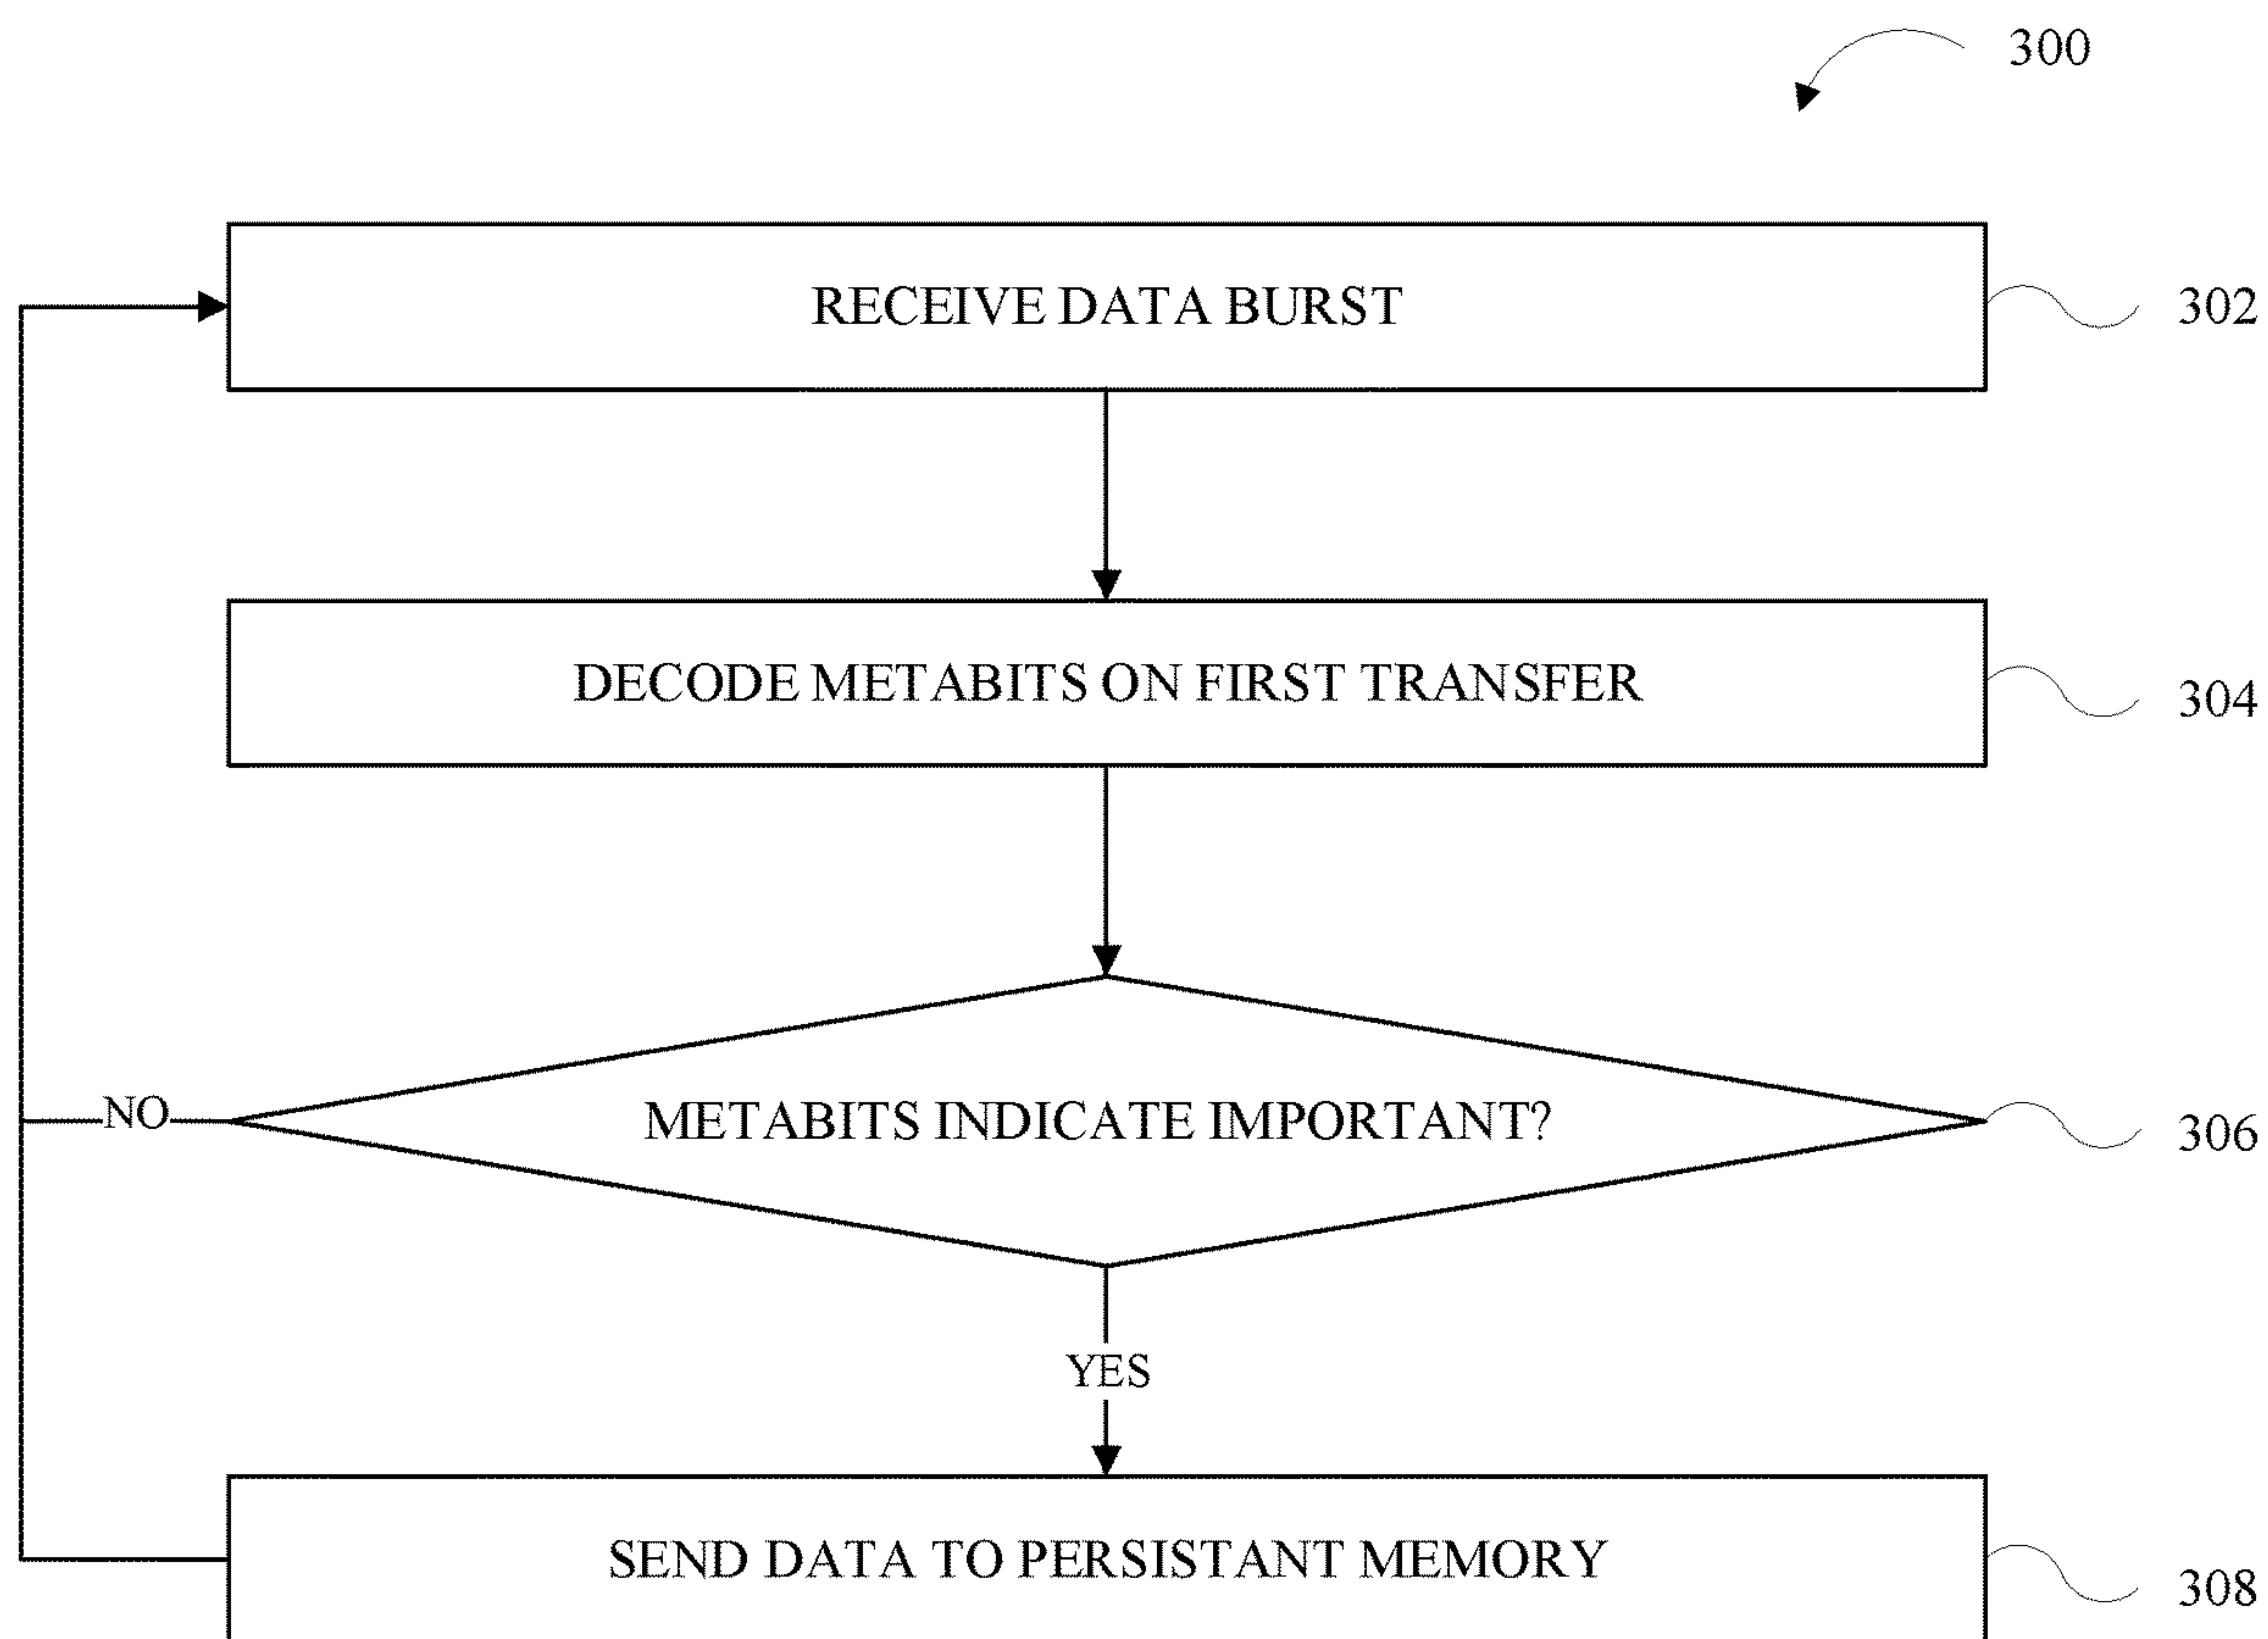 300
RECEIVE DATA BURST
302
DECODE METABITS ON FIRST TRANSFER
304
NO
METABITS INDICATE IMPORTANT?
306
YES
SEND DATA TO PERSISTANT MEMORY
308